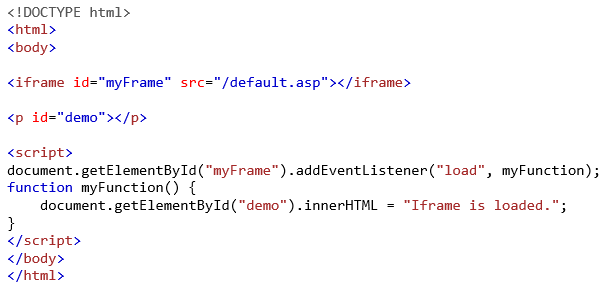 <!DOCTYPE html>
<html>
<body>
<iframe id="myFrame" src="/default.asp"></iframe>
<p id="demo"></p>
<script>
document.getElementById("myFrame").addEventListener("load", myFunction);
function myFunction() {
    document.getElementById("demo").innerHTML = "Iframe is loaded.";
}
</script>
</body>
</html>